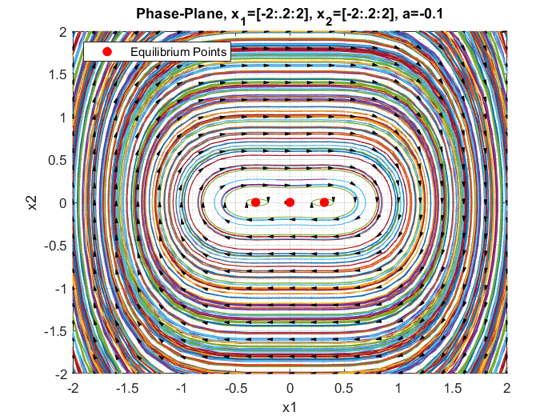 Phase-Plane, x1=[-2:.2:2], x2=[-2:.2:2], a=-0.1
Equilibrium Points
2
1.5
1
0.5
0
-0.5
-1
-1.5
-2
x2
-2 -1.5 -1 -0.5 0 0.5 1 1.5 2
x1